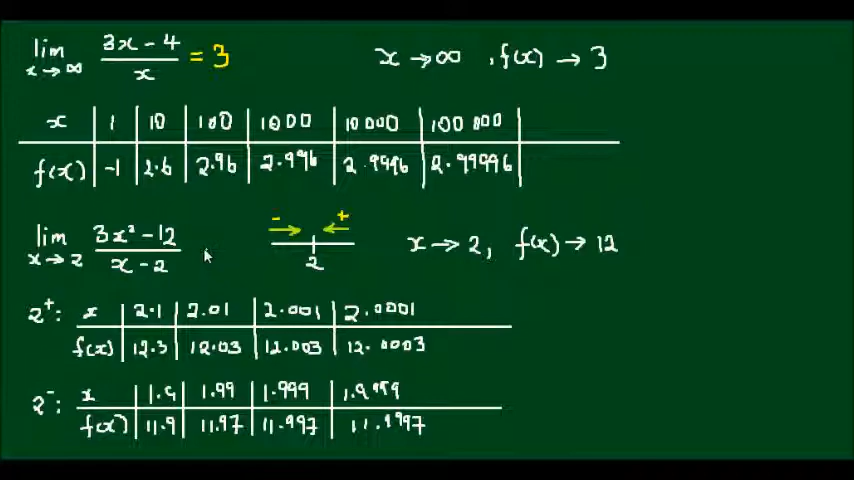 lim x→∞ (3x - 4)/x = 3 x → ∞ , f(x) → 3
x 1 10 100 1000 10 000 100 000
f(x) -1 2.6 2.96 2.996 2.9996 2.99996
- +
lim x→2 (3x² - 12)/(x - 2) 2 x → 2, f(x) → 12
2⁺: x 2.1 2.01 2.001 2.0001
f(x) 12.3 12.03 12.003 12.0003
2⁻: x 1.9 1.99 1.999 1.9999
f(x) 11.9 11.97 11.997 11.9997